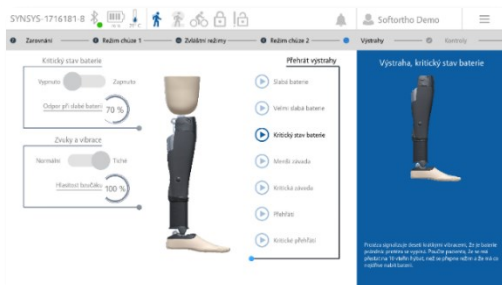 SYNSYS-1716181-8
Softortho Demo
Zarovnání
Režim chůze 1
Zvláštní režimy
Režim chůze 2
Výstrahy
Kontroly
Kritický stav baterie
Vypnuto
Zapnuto
Odpor při slabé baterii
70 %
Zvuky a vibrace
Normální
Tiché
Hlasitost bzučáku
100 %
Přehrát výstrahy
Slabá baterie
Velmi slabá baterie
Kritický stav baterie
Menší závada
Kritická závada
Přehřátí
Kritické přehřátí
Výstraha, kritický stav baterie